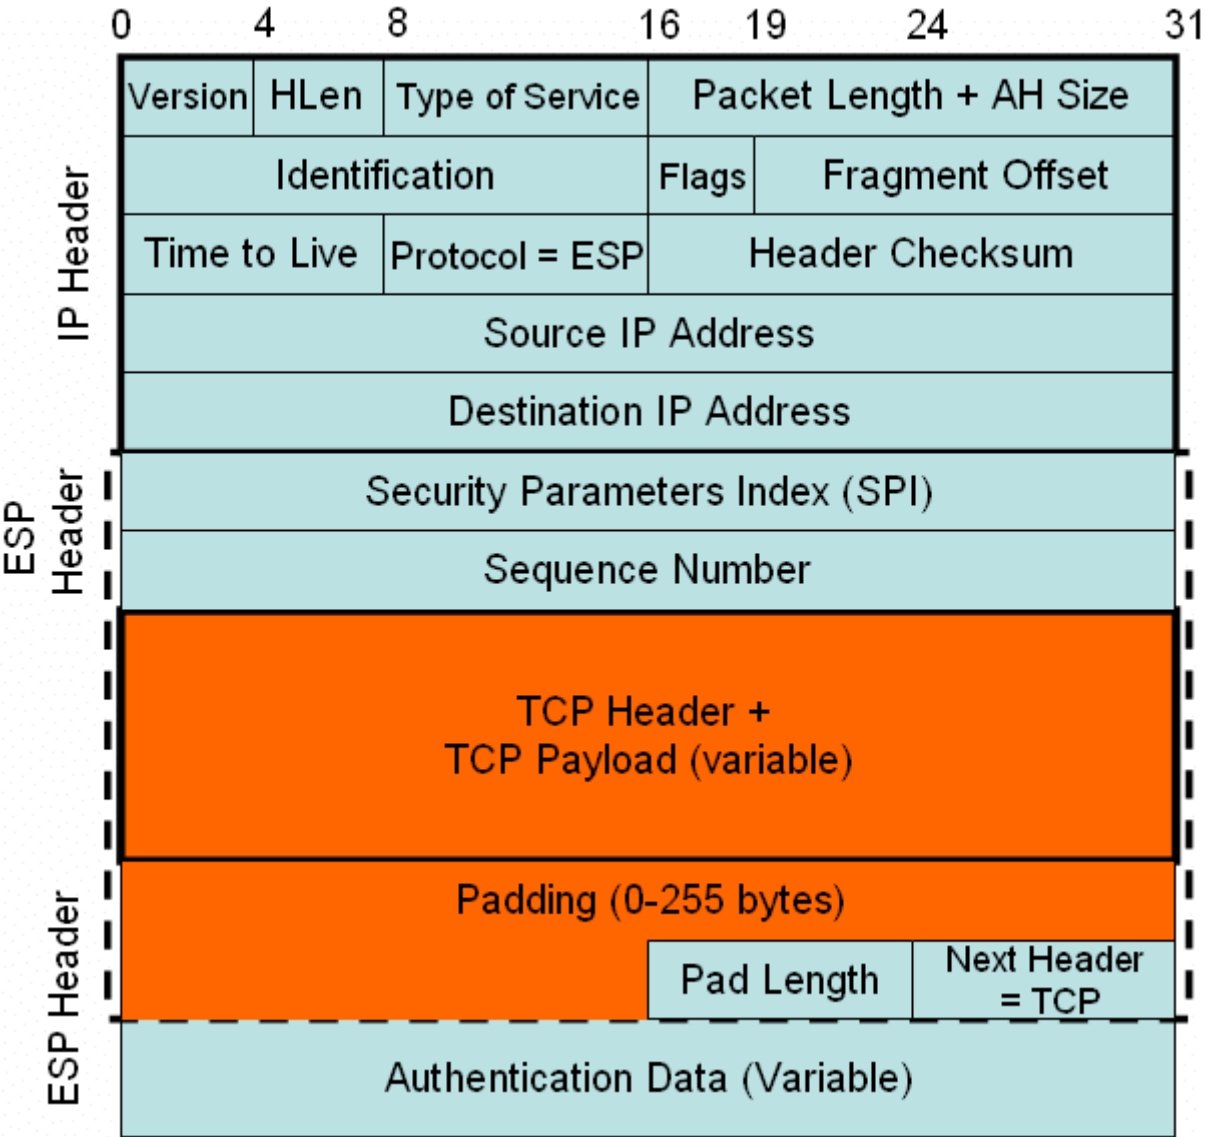 0 4 8 16 19 24 31
Version HLen Type of Service Packet Length + AH Size
Identification Flags Fragment Offset
Time to Live Protocol = ESP Header Checksum
Source IP Address
Destination IP Address
IP Header
Security Parameters Index (SPI)
Sequence Number
ESP
Header
TCP Header +
TCP Payload (variable)
Padding (0-255 bytes)
Pad Length
Next Header
= TCP
Authentication Data (Variable)
ESP Header